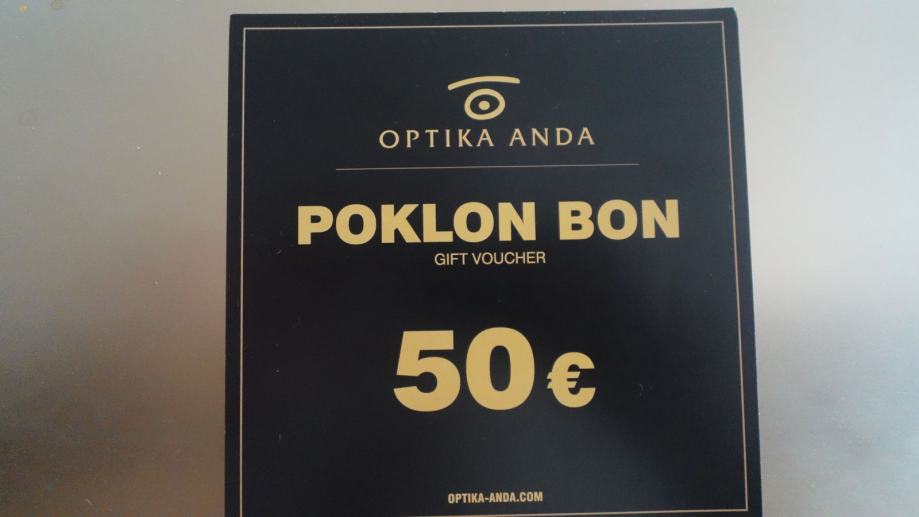 OPTIKA ANDA
POKLON BON
GIFT VOUCHER
50€
OPTIKA-ANDA.COM